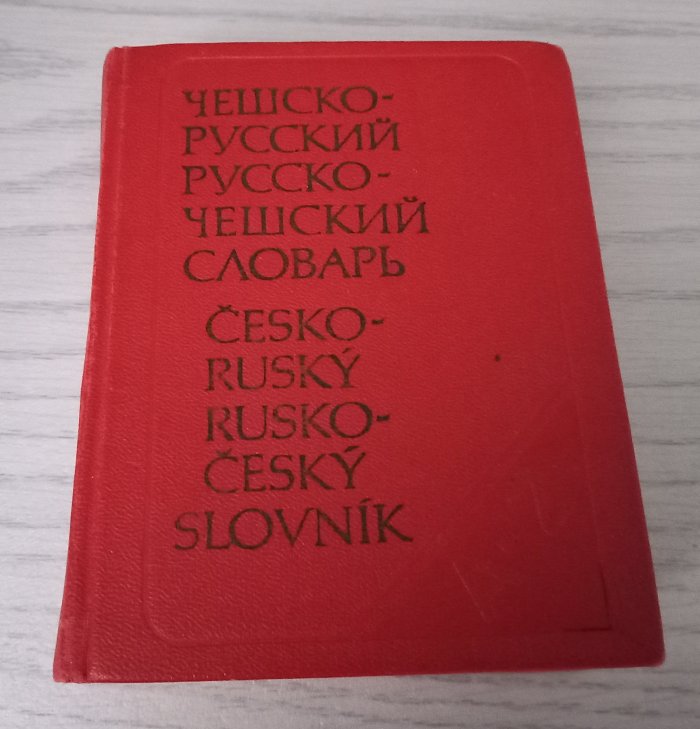 ЧЕШСКО-
РУССКИЙ
РУССКО-
ЧЕШСКИЙ
СЛОВАРЬ
ČESKO-
RUSKÝ
RUSKO-
ČESKÝ
SLOVNÍK